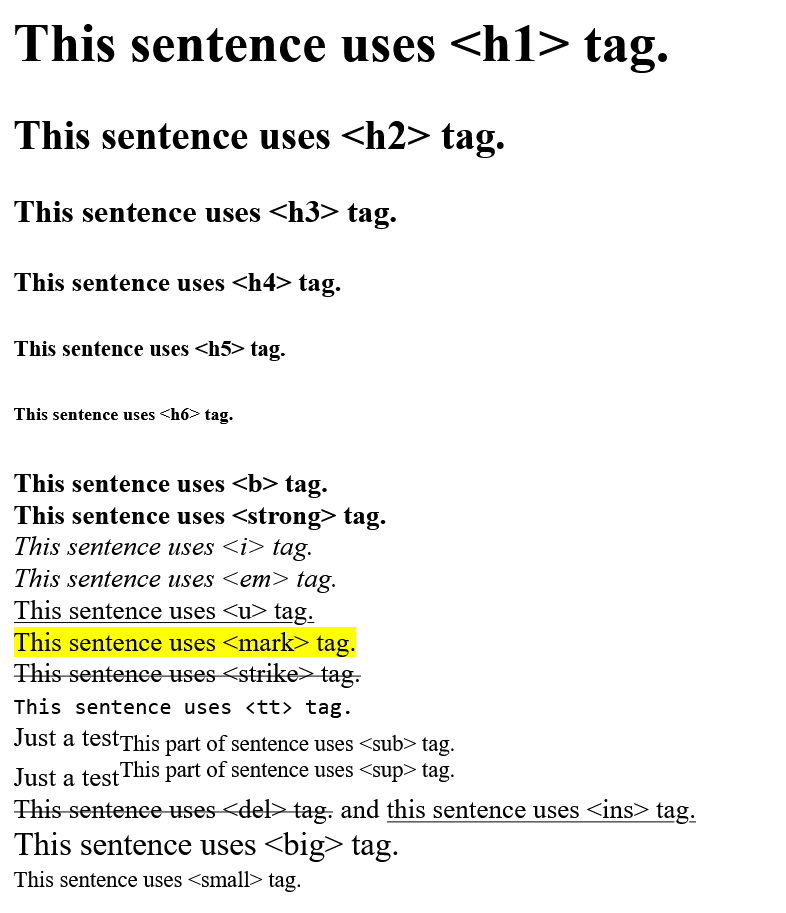 This sentence uses <h1> tag.
This sentence uses <h2> tag.
This sentence uses <h3> tag.
This sentence uses <h4> tag.
This sentence uses <h5> tag.
This sentence uses <h6> tag.
This sentence uses <b> tag.
This sentence uses <strong> tag.
This sentence uses <i> tag.
This sentence uses <em> tag.
This sentence uses <u> tag.
This sentence uses <mark> tag.
This sentence uses <strike> tag.
This sentence uses <tt> tag.
Just a testThis part of sentence uses <sub> tag.
Just a testThis part of sentence uses <sup> tag.
This sentence uses <del> tag. and this sentence uses <ins> tag.
This sentence uses <big> tag.
This sentence uses <small> tag.